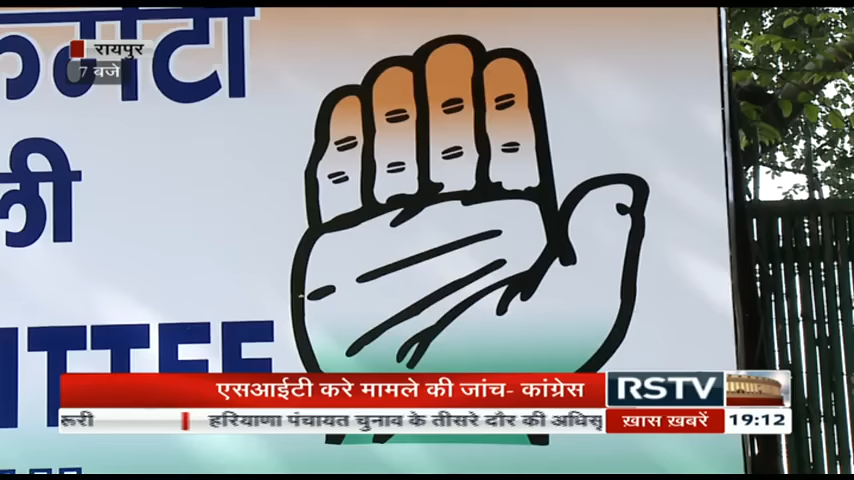 कमेटी
रायपुर
7 बजे
ली
ITTEE
एसआईटी करे मामले की जांच- कांग्रेस
RSTV
रूरी
हरियाणा पंचायत चुनाव के तीसरे दौर की अधिसू
ख़ास ख़बरें
19:12